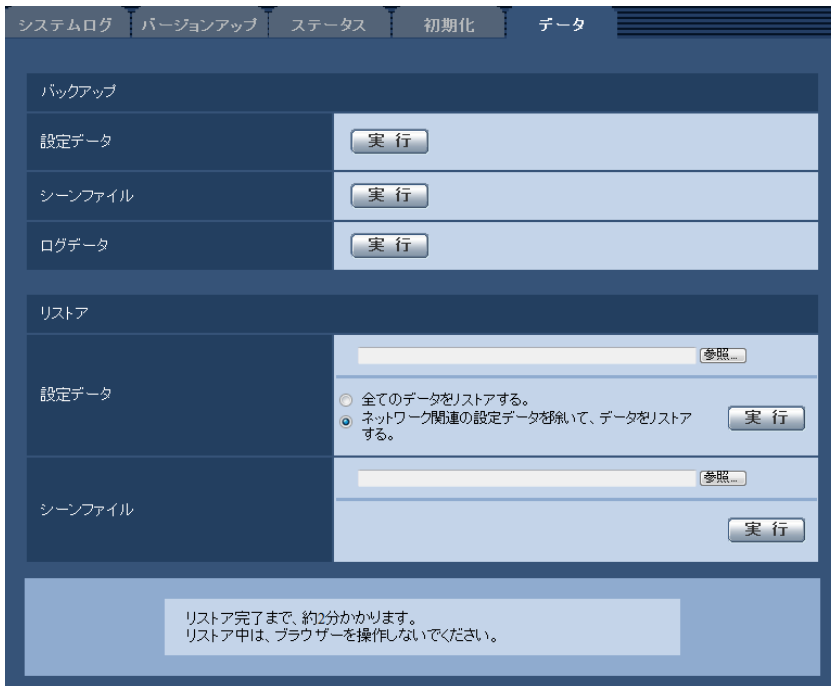 システムログ バージョンアップ ステータス 初期化 データ
バックアップ
設定データ 実 行
シーンファイル 実 行
ログデータ 実 行
リストア
参照...
設定データ
全てのデータをリストアする。
ネットワーク関連の設定データを除いて、データをリストア
する。
実 行
参照...
シーンファイル
実 行
リストア完了まで、約2分かかります。
リストア中は、ブラウザーを操作しないでください。